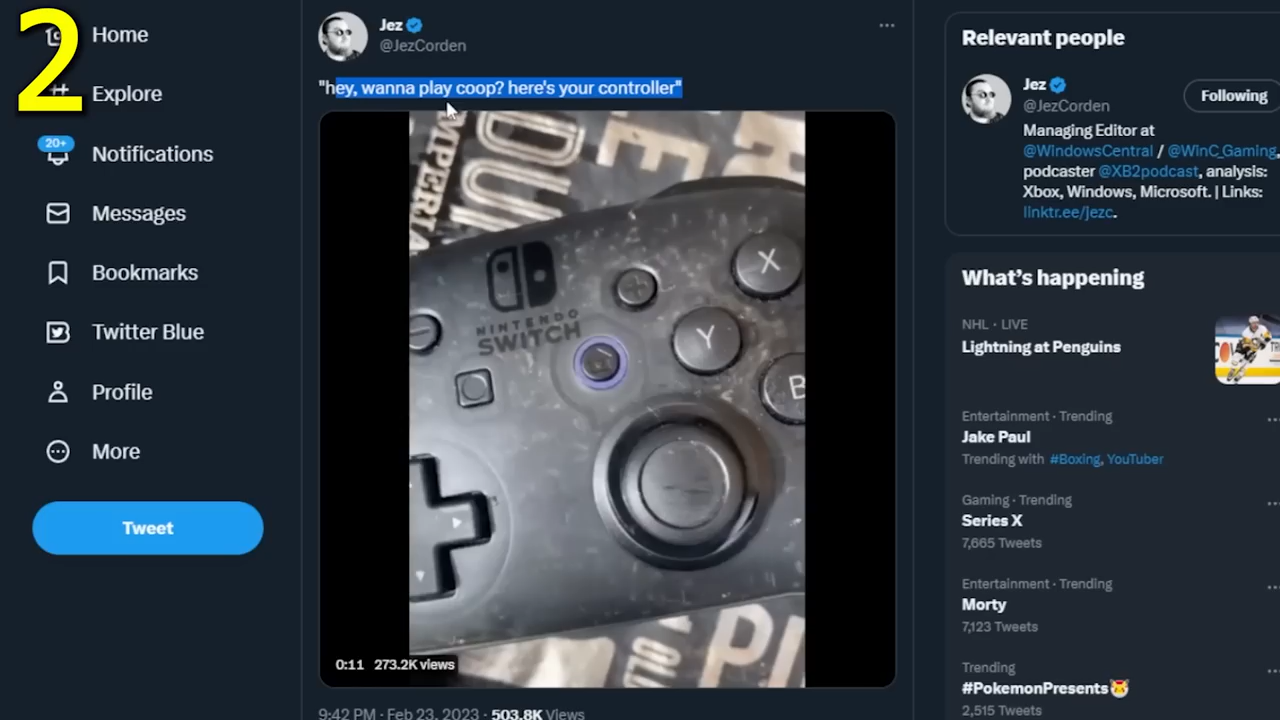 2
Home
Explore
20+
Notifications
Messages
Bookmarks
Twitter Blue
Profile
More
Tweet
Jez
@JezCorden
"hey, wanna play coop? here's your controller"
NINTENDO
SWITCH
X
Y
B
0:11 273.2K views
9:42 PM · Feb 23, 2023 · 503.8K Views
Relevant people
Jez
@JezCorden
Following
Managing Editor at
@WindowsCentral / @WinC_Gaming,
podcaster @XB2podcast, analysis:
Xbox, Windows, Microsoft. | Links:
linktr.ee/jezc.
What's happening
NHL · LIVE
Lightning at Penguins
Entertainment · Trending
Jake Paul
Trending with #Boxing, YouTuber
Gaming · Trending
Series X
7,665 Tweets
Entertainment · Trending
Morty
7,123 Tweets
Trending
#PokemonPresents
2,515 Tweets